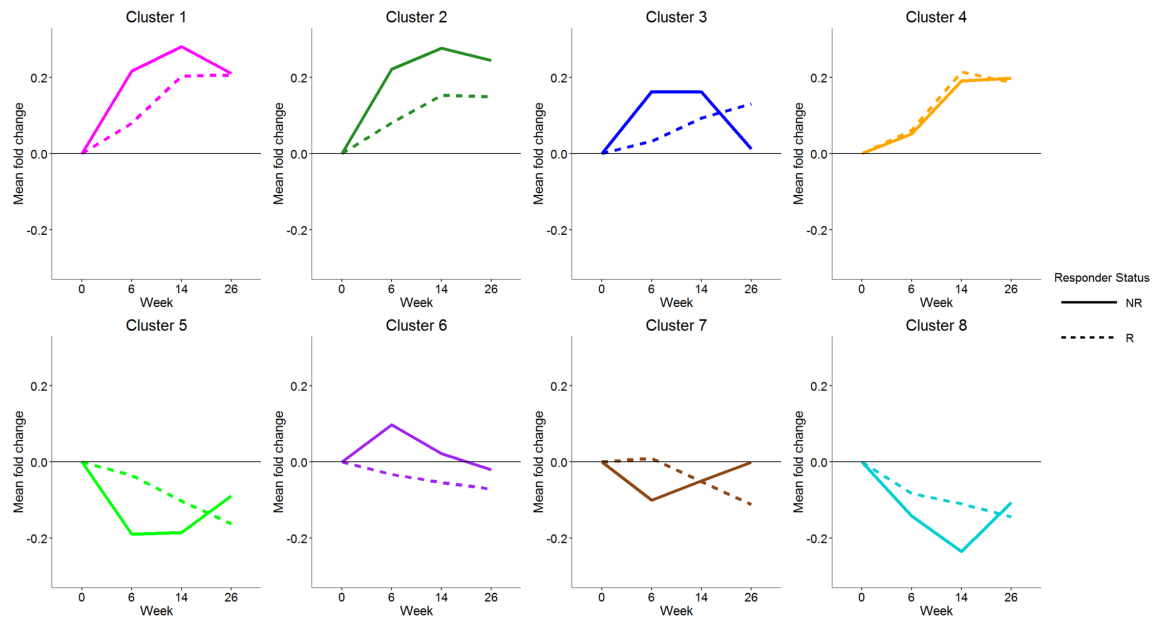 Cluster 1
Cluster 2
Cluster 3
Cluster 4
Mean fold change
0.2
0.0
-0.2
0 6 14 26
Week
Mean fold change
0.2
0.0
-0.2
0 6 14 26
Week
Mean fold change
0.2
0.0
-0.2
0 6 14 26
Week
Mean fold change
0.2
0.0
-0.2
0 6 14 26
Week
Responder Status
NR
R
Cluster 5
Cluster 6
Cluster 7
Cluster 8
Mean fold change
0.2
0.0
-0.2
0 6 14 26
Week
Mean fold change
0.2
0.0
-0.2
0 6 14 26
Week
Mean fold change
0.2
0.0
-0.2
0 6 14 26
Week
Mean fold change
0.2
0.0
-0.2
0 6 14 26
Week